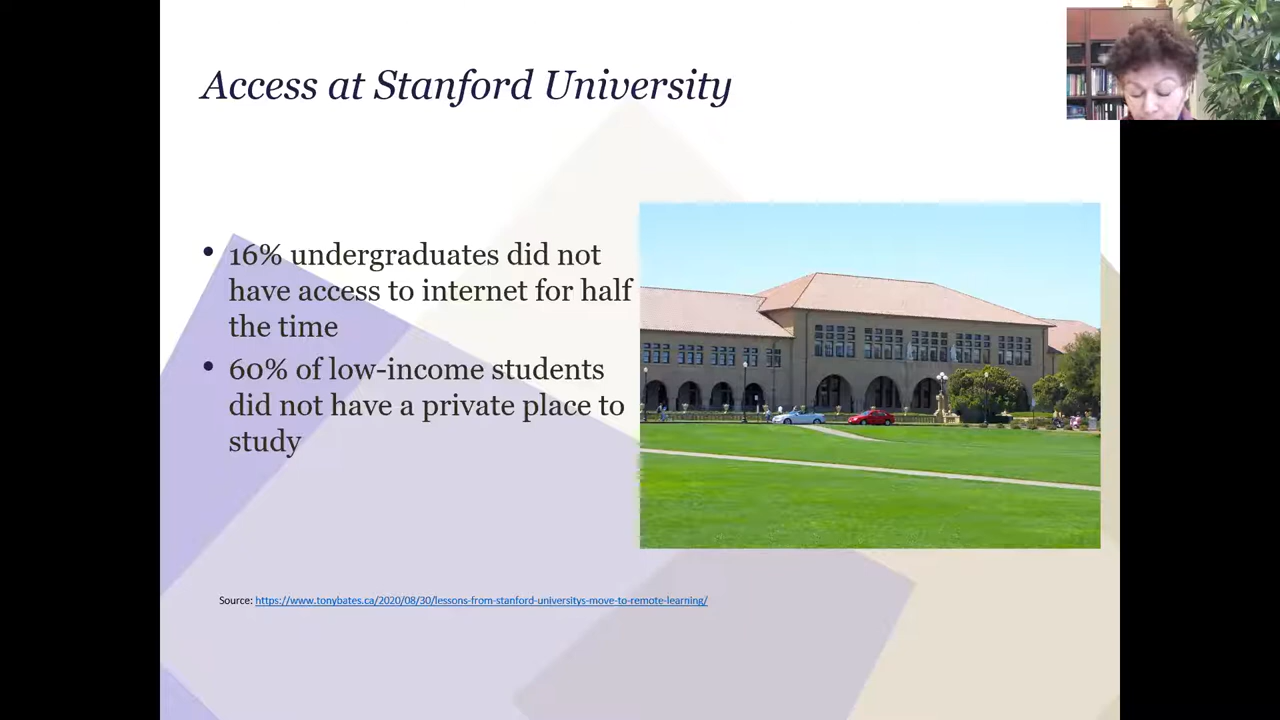 Access at Stanford University
• 16% undergraduates did not
have access to internet for half
the time
• 60% of low-income students
did not have a private place to
study
Source: https://www.tonybates.ca/2020/08/30/lessons-from-stanford-universitys-move-to-remote-learning/